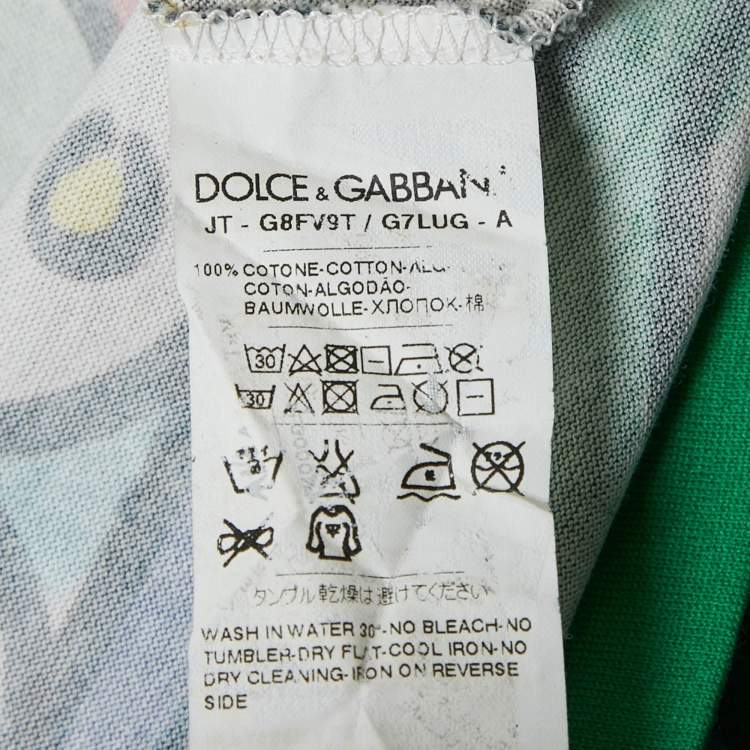 DOLCE & GABBANA
JT - G8FV9T / G7LUG - A
100% COTONE-COTTON-
COTON-ALGODÃO-
BAUMWOLLE-ХЛОПОК-棉
30
30
タンブル乾燥は避けてください
WASH IN WATER 30°-NO BLEACH-NO
TUMBLER-DRY FLAT-COOL IRON-NO
DRY CLEANING-IRON ON REVERSE
SIDE